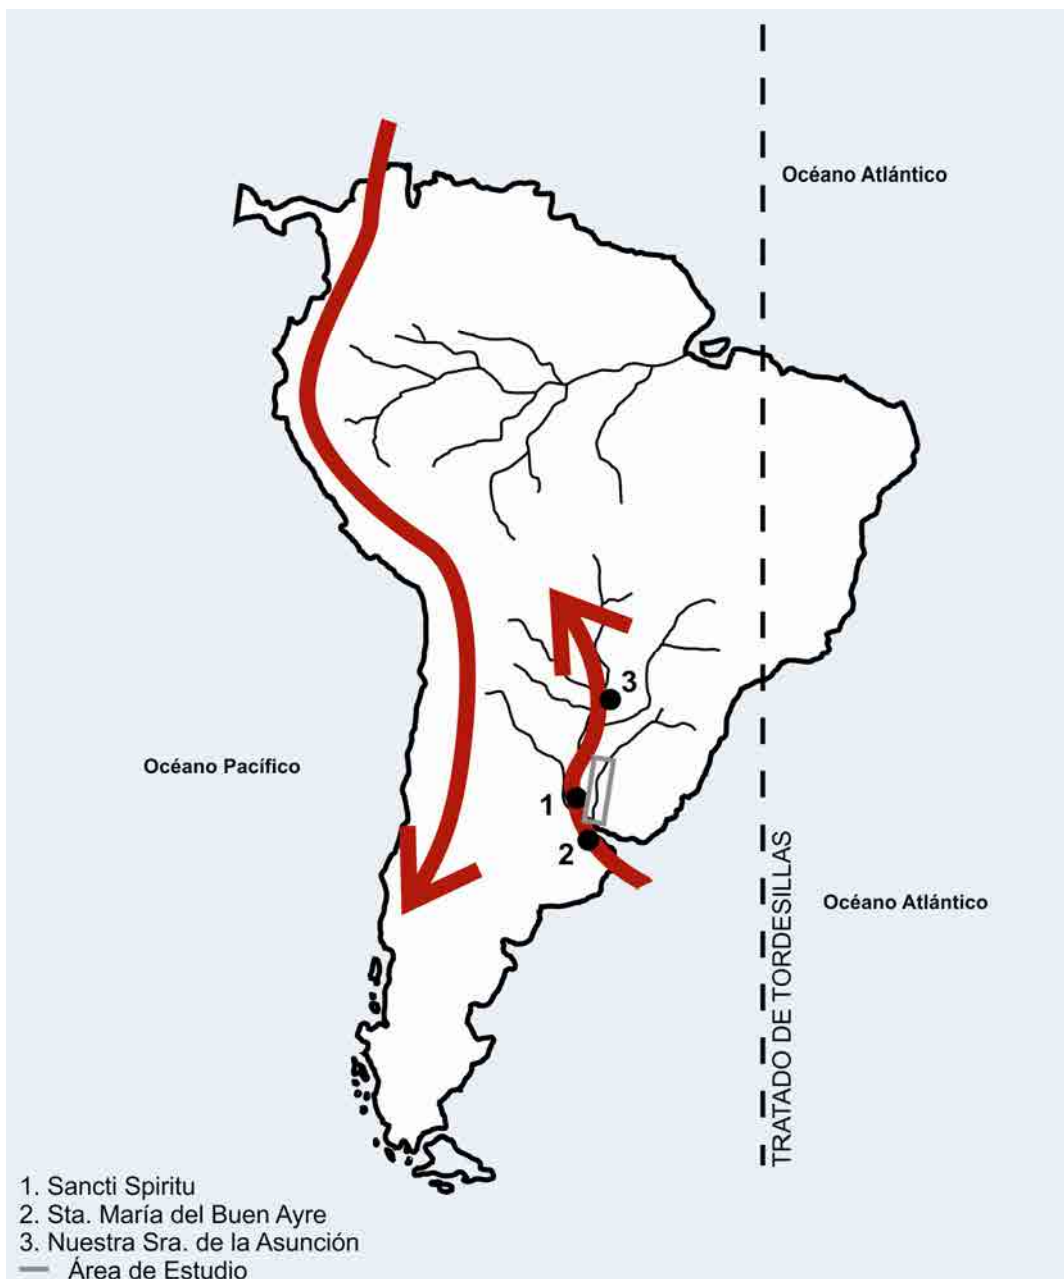 Océano Atlántico
3
Océano Pacífico
1
2
TRATADO DE TORDESILLAS
Océano Atlántico
1. Sancti Spiritu
2. Sta. María del Buen Ayre
3. Nuestra Sra. de la Asunción
Área de Estudio